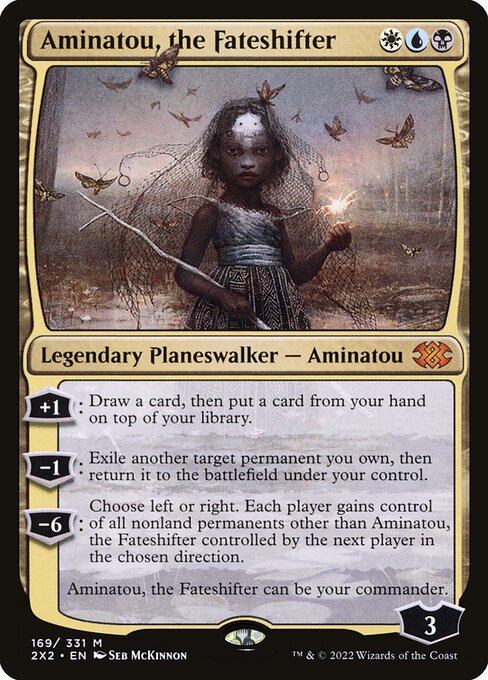 Aminatou, the Fateshifter
Legendary Planeswalker — Aminatou
+1 : Draw a card, then put a card from your hand
on top of your library.
−1 : Exile another target permanent you own, then
return it to the battlefield under your control.
Choose left or right. Each player gains control
−6 : of all nonland permanents other than Aminatou,
the Fateshifter controlled by the next player in
the chosen direction.
Aminatou, the Fateshifter can be your commander.
3
169/ 331 M
2X2 • EN Seb McKinnon
™ & © 2022 Wizards of the Coast